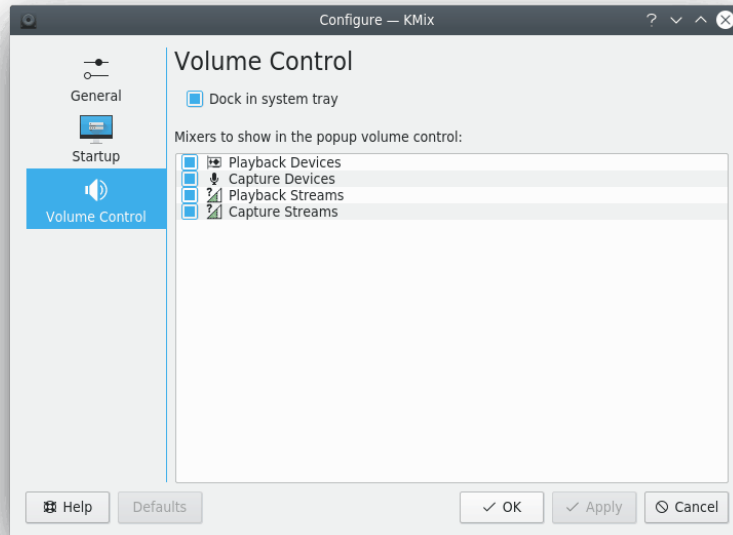 Configure — KMix
General
Startup
Volume Control
Volume Control
Dock in system tray
Mixers to show in the popup volume control:
Playback Devices
Capture Devices
Playback Streams
Capture Streams
Help
Defaults
OK
Apply
Cancel